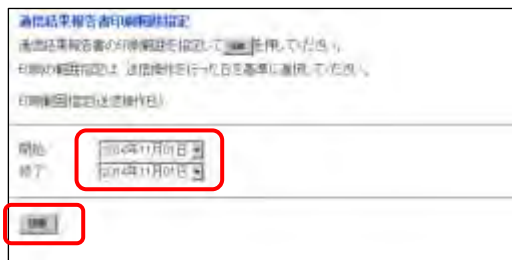 通信結果報告書印刷範囲指定
通信結果報告書の印刷範囲を指定して を押してください。
印刷の範囲指定は、送信操作を行った日を基準に選択してください。
印刷範囲指定(送信操作日)
開始 2014年11月01日
終了 2014年11月01日